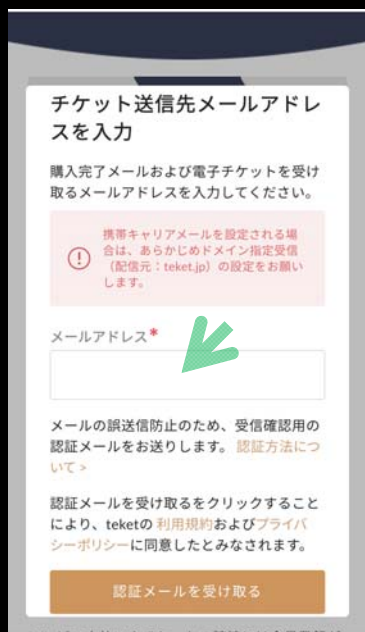 チケット送信先メールアドレ
スを入力
購入完了メールおよび電子チケットを受け
取るメールアドレスを入力してください。
携帯キャリアメールを設定される場
合は、あらかじめドメイン指定受信
（配信元：teket.jp）の設定をお願い
します。
メールアドレス*
メールの誤送信防止のため、受信確認用の
認証メールをお送りします。 認証方法につ
いて >
認証メールを受け取るをクリックすること
により、teketの 利用規約およびプライバ
シーポリシーに同意したとみなされます。
認証メールを受け取る